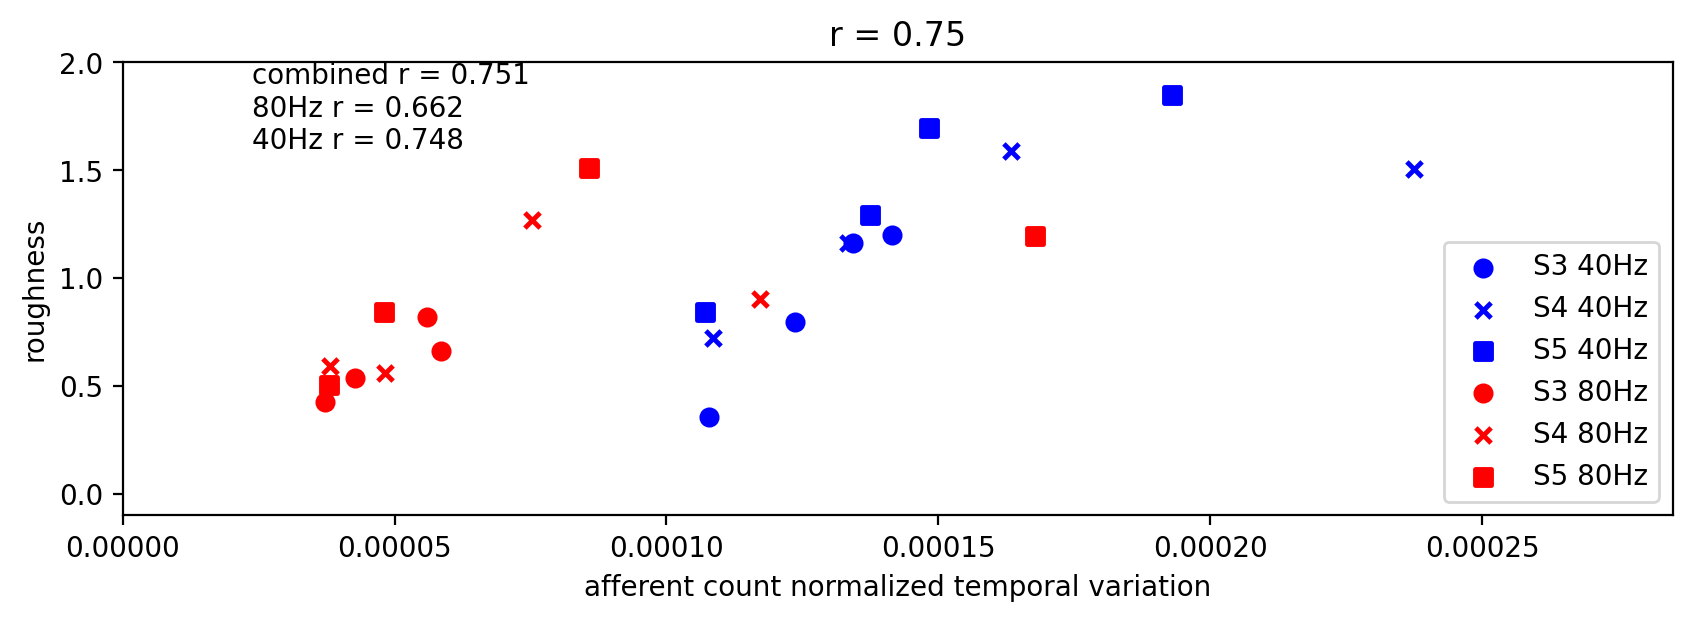 r = 0.75
combined r = 0.751
80Hz r = 0.662
40Hz r = 0.748
2.0
1.5
1.0
0.5
0.0
roughness
S3 40Hz
S4 40Hz
S5 40Hz
S3 80Hz
S4 80Hz
S5 80Hz
0.00000 0.00005 0.00010 0.00015 0.00020 0.00025
afferent count normalized temporal variation